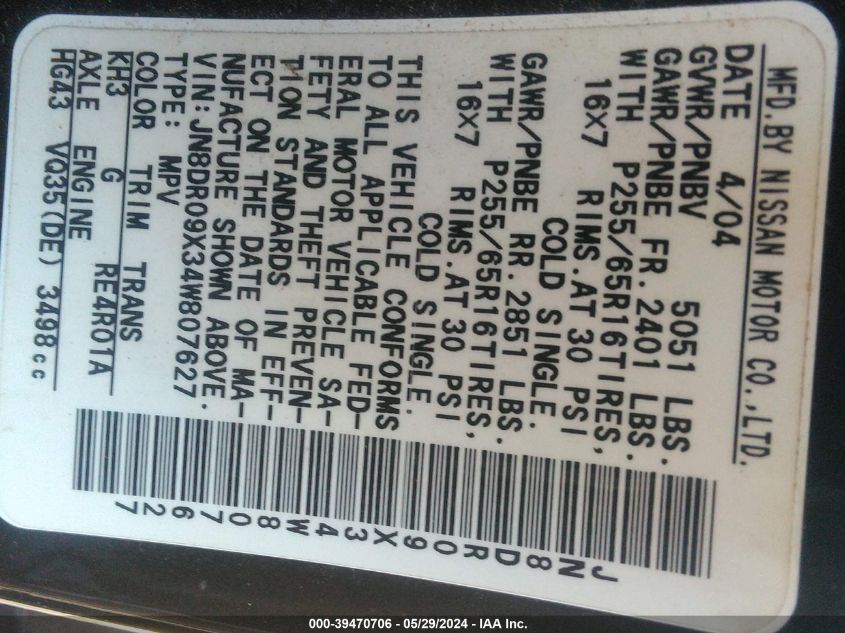 MFD.BY NISSAN MOTOR CO.,LTD.
DATE 4/04
GVWR/PNBV 5051 LBS.
GAWR/PNBE FR. 2401 LBS.
WITH P255/65R16TIRES,
16X7 RIMS.AT 30 PSI
COLD SINGLE.
GAWR/PNBE RR. 2851 LBS.
WITH P255/65R16TIRES,
16X7 RIMS.AT 30 PSI
COLD SINGLE.
THIS VEHICLE CONFORMS
TO ALL APPLICABLE FED-
ERAL MOTOR VEHICLE SA-
FETY AND THEFT PREVEN-
TION STANDARDS IN EFF-
ECT ON THE DATE OF MA-
NUFACTURE SHOWN ABOVE.
VIN: JN8DR09X34W807627
TYPE: MPV
COLOR TRIM TRANS
KH3 G RE4R01A
AXLE ENGINE
HG43 VQ35(DE) 3498cc
JN8DR09X34W807627
000-39470706 - 05/29/2024 - IAA Inc.